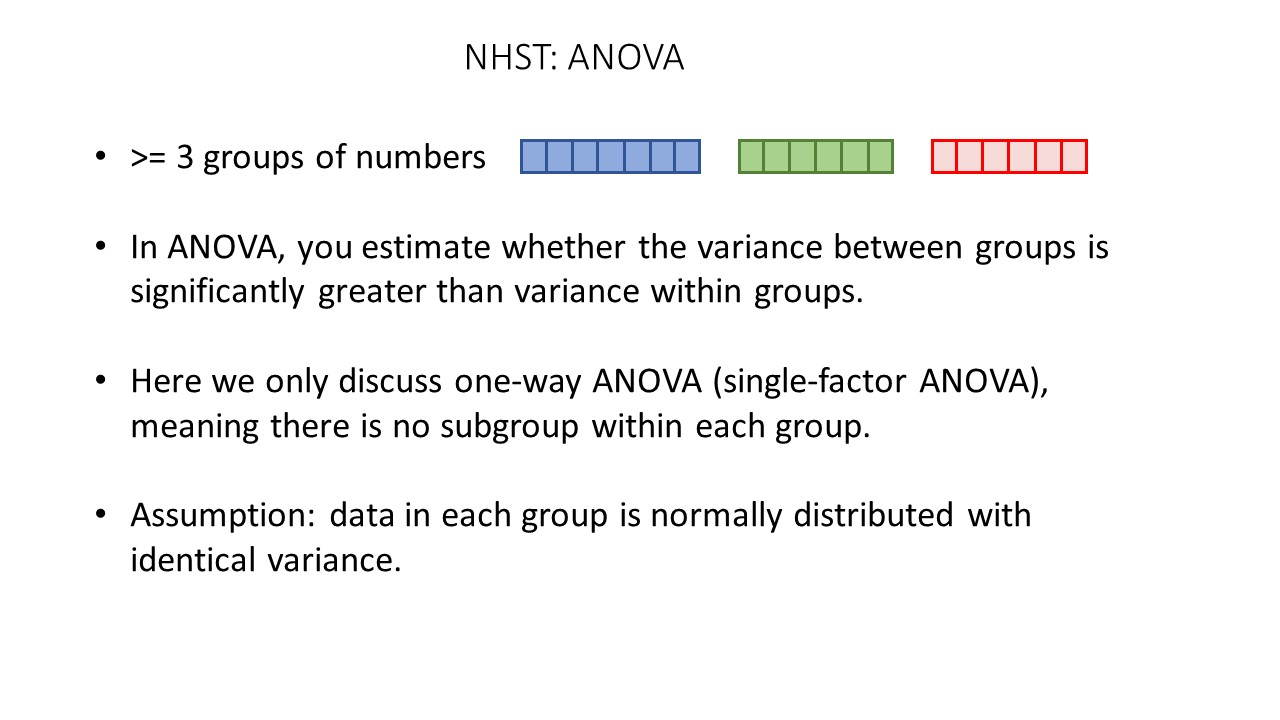 NHST: ANOVA
• >= 3 groups of numbers
• In ANOVA, you estimate whether the variance between groups is
significantly greater than variance within groups.
• Here we only discuss one-way ANOVA (single-factor ANOVA),
meaning there is no subgroup within each group.
• Assumption: data in each group is normally distributed with
identical variance.